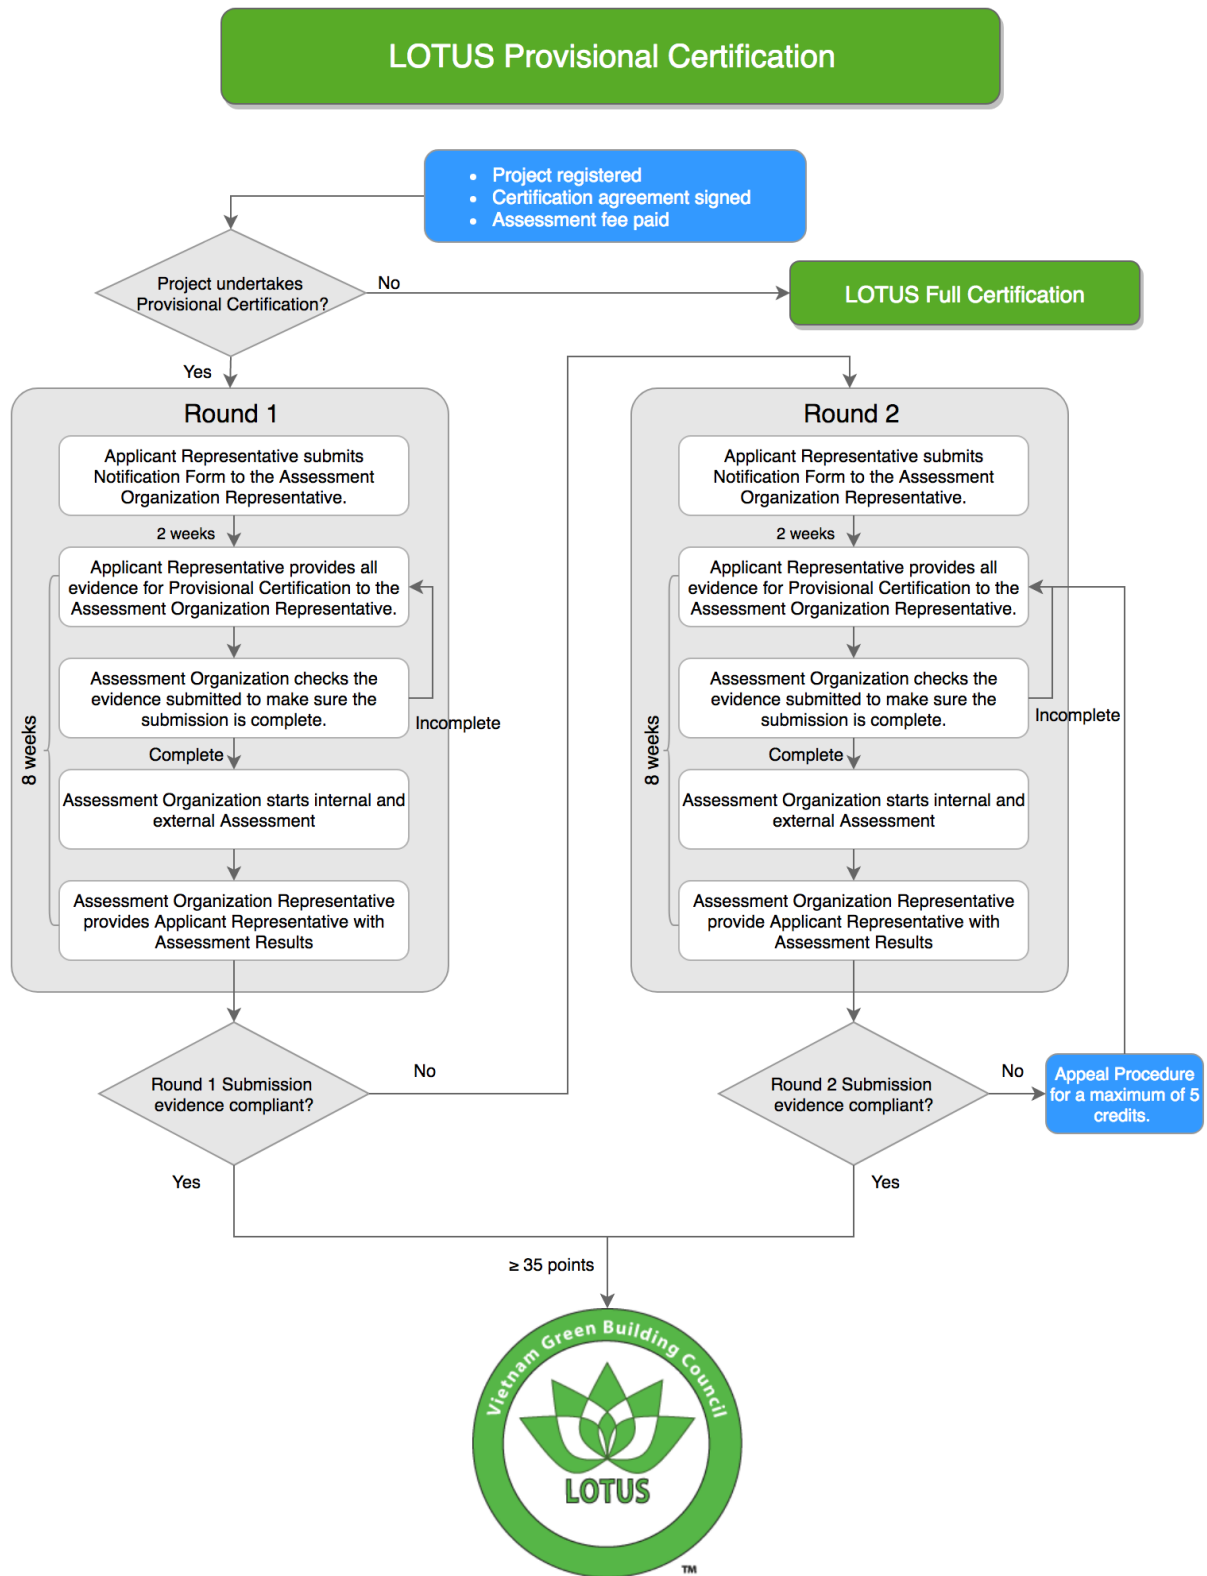 LOTUS Provisional Certification
• Project registered
• Certification agreement signed
• Assessment fee paid
Project undertakes
Provisional Certification?
No
LOTUS Full Certification
Yes
Round 1
Applicant Representative submits
Notification Form to the Assessment
Organization Representative.
2 weeks
Applicant Representative provides all
evidence for Provisional Certification to the
Assessment Organization Representative.
Assessment Organization checks the
evidence submitted to make sure the
submission is complete.
Incomplete
Complete
8 weeks
Assessment Organization starts internal and
external Assessment
Assessment Organization Representative
provides Applicant Representative with
Assessment Results
Round 1 Submission
evidence compliant?
No
Yes
Round 2
Applicant Representative submits
Notification Form to the Assessment
Organization Representative.
2 weeks
Applicant Representative provides all
evidence for Provisional Certification to the
Assessment Organization Representative.
Assessment Organization checks the
evidence submitted to make sure the
submission is complete.
Incomplete
Complete
8 weeks
Assessment Organization starts internal and
external Assessment
Assessment Organization Representative
provide Applicant Representative with
Assessment Results
Round 2 Submission
evidence compliant?
No
Appeal Procedure
for a maximum of 5
credits.
Yes
≥ 35 points
Vietnam Green Building Council
LOTUS
TM